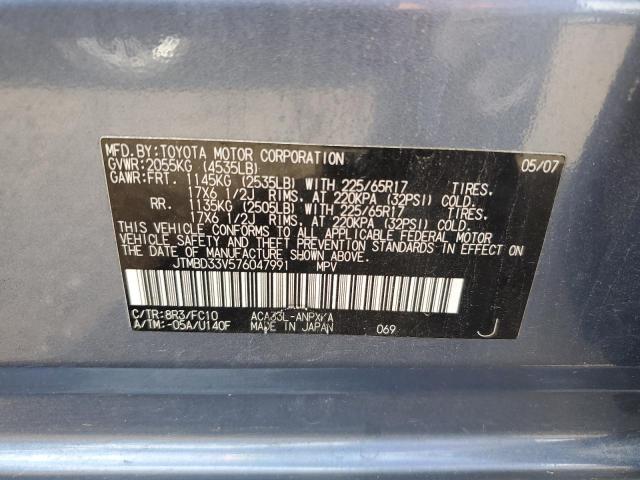 MFD.BY:TOYOTA MOTOR CORPORATION 05/07
GVWR:2055KG (4535LB)
GAWR:FRT. 1145KG (2535LB) WITH 225/65R17 TIRES,
17X6 1/2J RIMS, AT 220KPA (32PSI) COLD.
RR. 1135KG (2505LB) WITH 225/65R17 TIRES,
17X6 1/2J RIMS, AT 220KPA (32PSI) COLD.
THIS VEHICLE CONFORMS TO ALL APPLICABLE FEDERAL MOTOR
VEHICLE SAFETY AND THEFT PREVENTION STANDARDS IN EFFECT ON
THE DATE OF MANUFACTURE SHOWN ABOVE.
JTMBD33V576047991 MPV
C/TR:8R3/FC10 ACA33L-ANPXKA
A/TM:-05A/U140F MADE IN JAPAN 069 J